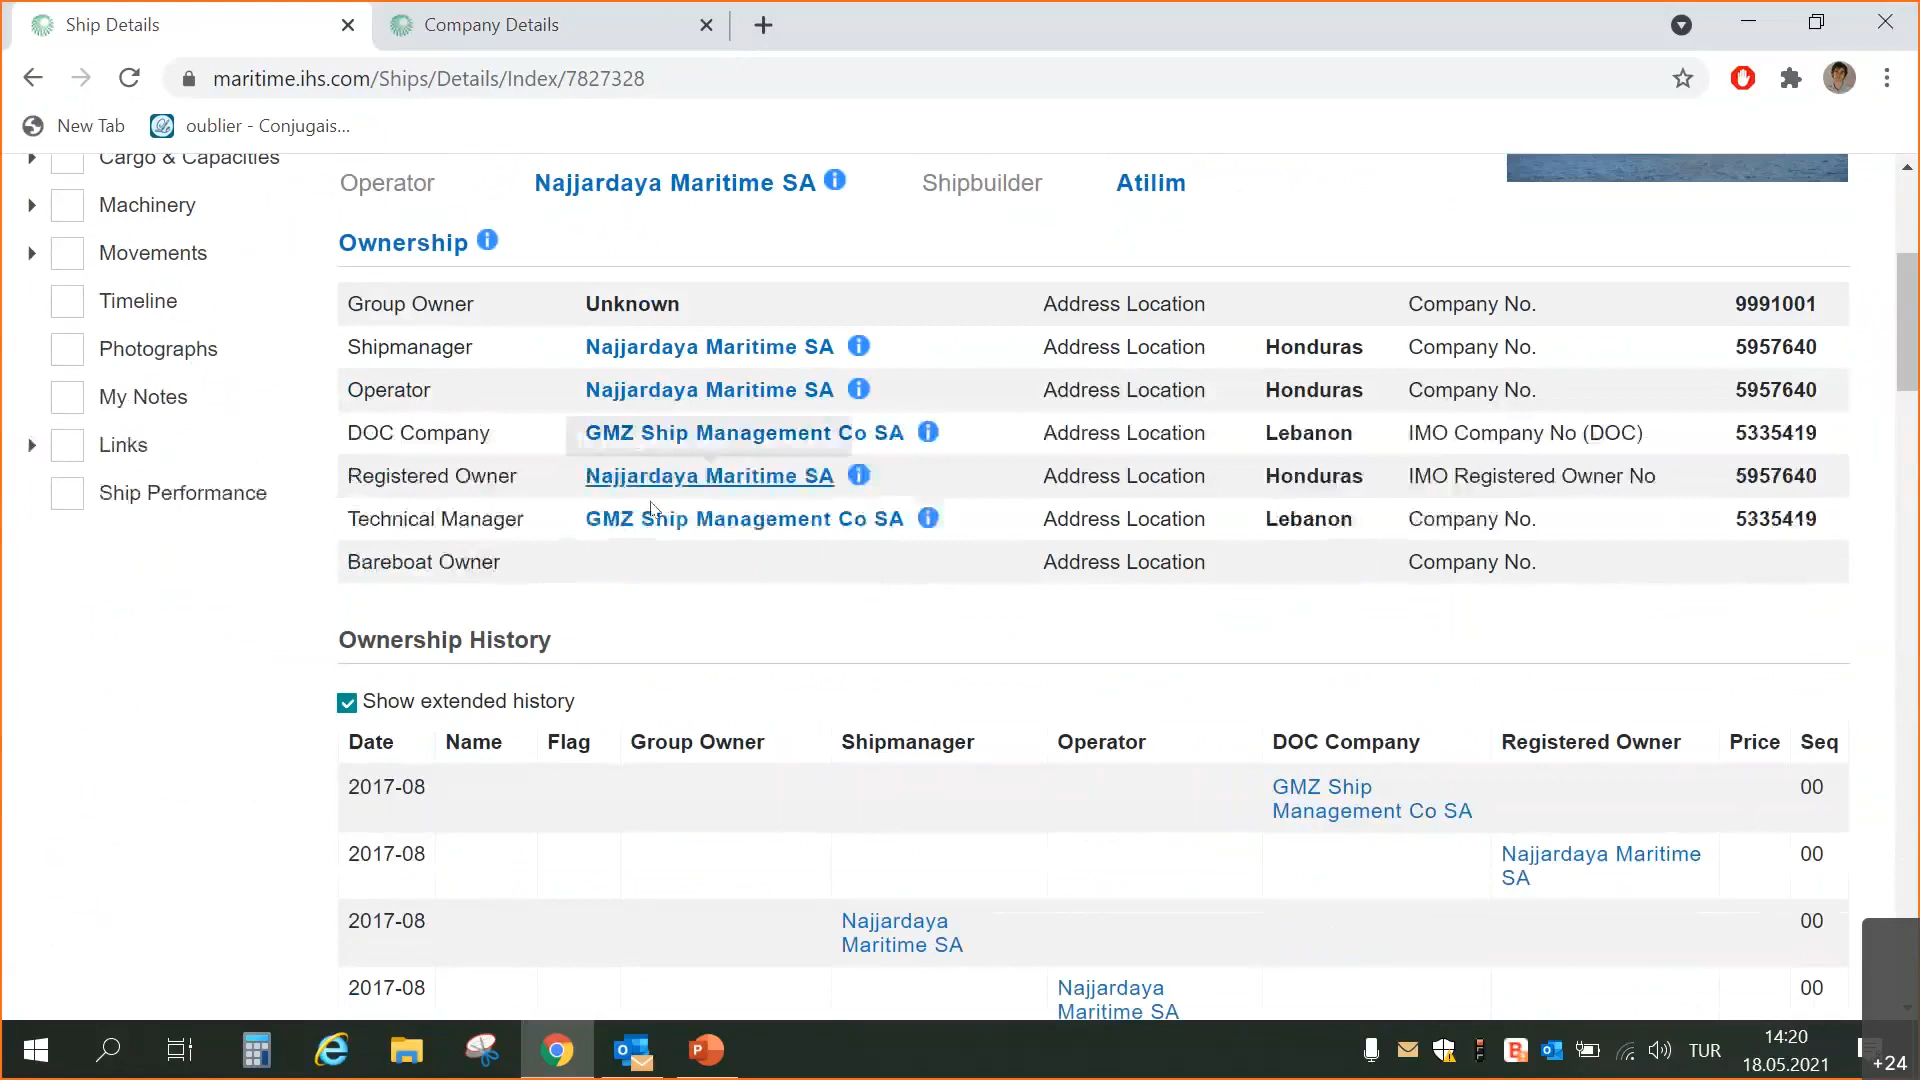 Ship Details
Company Details
maritime.ihs.com/Ships/Details/Index/7827328
New Tab
oublier - Conjugais...
Cargo & Capacities
Machinery
Movements
Timeline
Photographs
My Notes
Links
Ship Performance
Operator Najjardaya Maritime SA Shipbuilder Atilim
Ownership
Group Owner Unknown Address Location Company No. 9991001
Shipmanager Najjardaya Maritime SA Address Location Honduras Company No. 5957640
Operator Najjardaya Maritime SA Address Location Honduras Company No. 5957640
DOC Company GMZ Ship Management Co SA Address Location Lebanon IMO Company No (DOC) 5335419
Registered Owner Najjardaya Maritime SA Address Location Honduras IMO Registered Owner No 5957640
Technical Manager GMZ Ship Management Co SA Address Location Lebanon Company No. 5335419
Bareboat Owner Address Location Company No.
Ownership History
Show extended history
Date Name Flag Group Owner Shipmanager Operator DOC Company Registered Owner Price Seq
2017-08 GMZ Ship 00
Management Co SA
2017-08 Najjardaya Maritime 00
SA
2017-08 Najjardaya 00
Maritime SA
2017-08 Najjardaya 00
Maritime SA
TUR
14:20
18.05.2021
+24